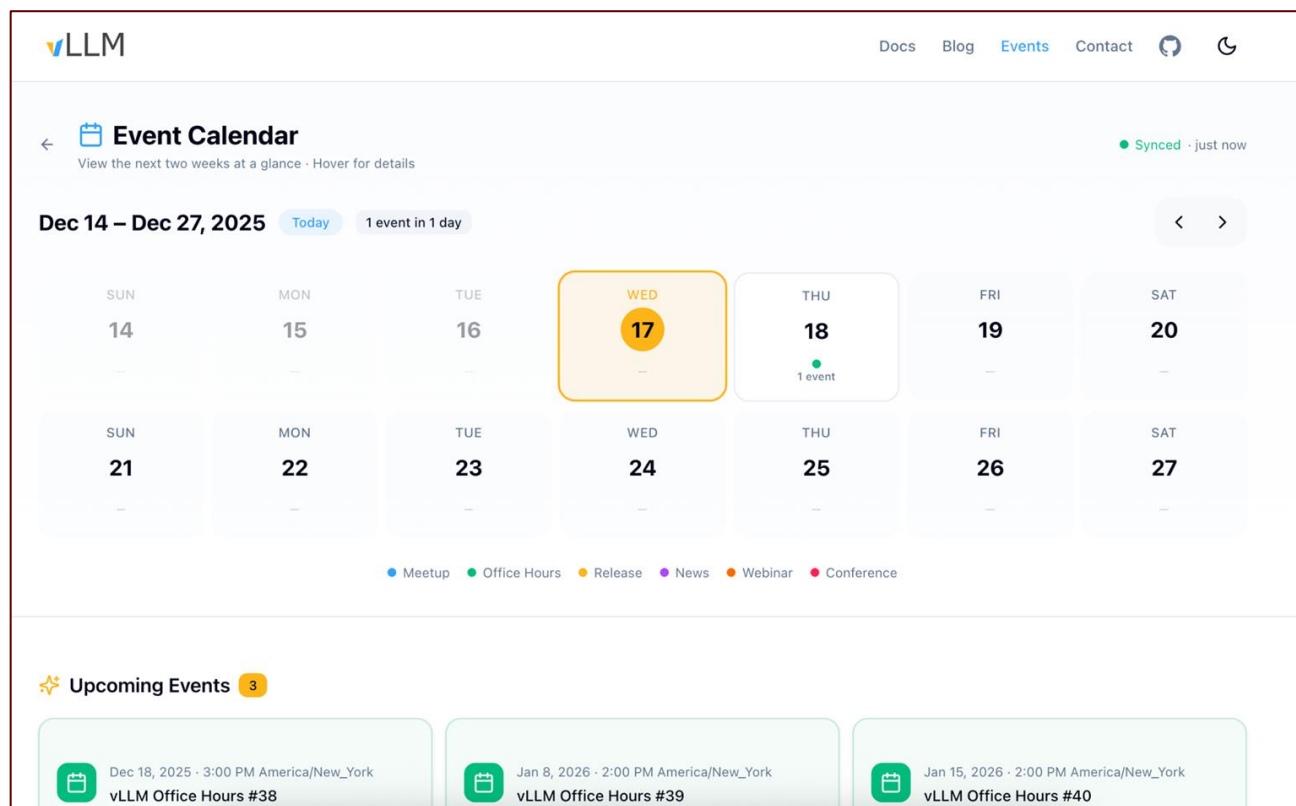 vLLM
Docs Blog Events Contact
Event Calendar
View the next two weeks at a glance · Hover for details
Synced · just now
Dec 14 – Dec 27, 2025 Today 1 event in 1 day
SUN MON TUE WED THU FRI SAT
14 15 16 17 18 19 20
– – – – 1 event – –
SUN MON TUE WED THU FRI SAT
21 22 23 24 25 26 27
– – – – – – –
Meetup Office Hours Release News Webinar Conference
Upcoming Events 3
Dec 18, 2025 · 3:00 PM America/New_York
vLLM Office Hours #38
Jan 8, 2026 · 2:00 PM America/New_York
vLLM Office Hours #39
Jan 15, 2026 · 2:00 PM America/New_York
vLLM Office Hours #40